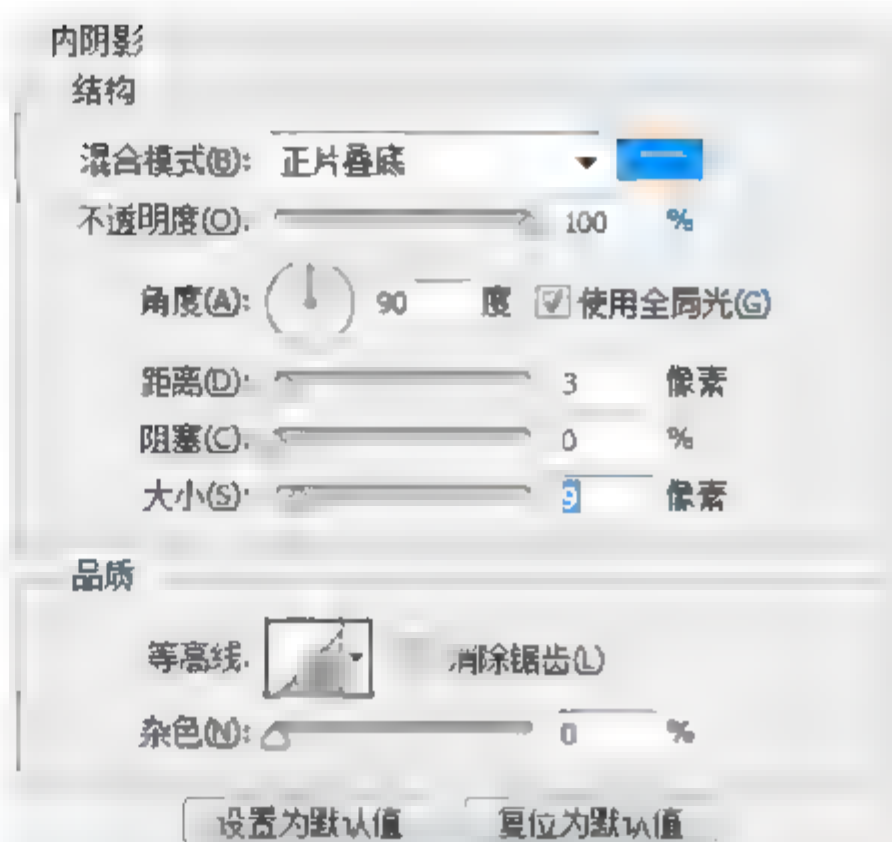 内阴影
结构
混合模式(B): 正片叠底
不透明度(O): 100 %
角度(A): 90 度 使用全局光(G)
距离(D): 3 像素
阻塞(C): 0 %
大小(S): 9 像素
品质
等高线: 消除锯齿(L)
杂色(N): 0 %
设置为默认值 复位为默认值